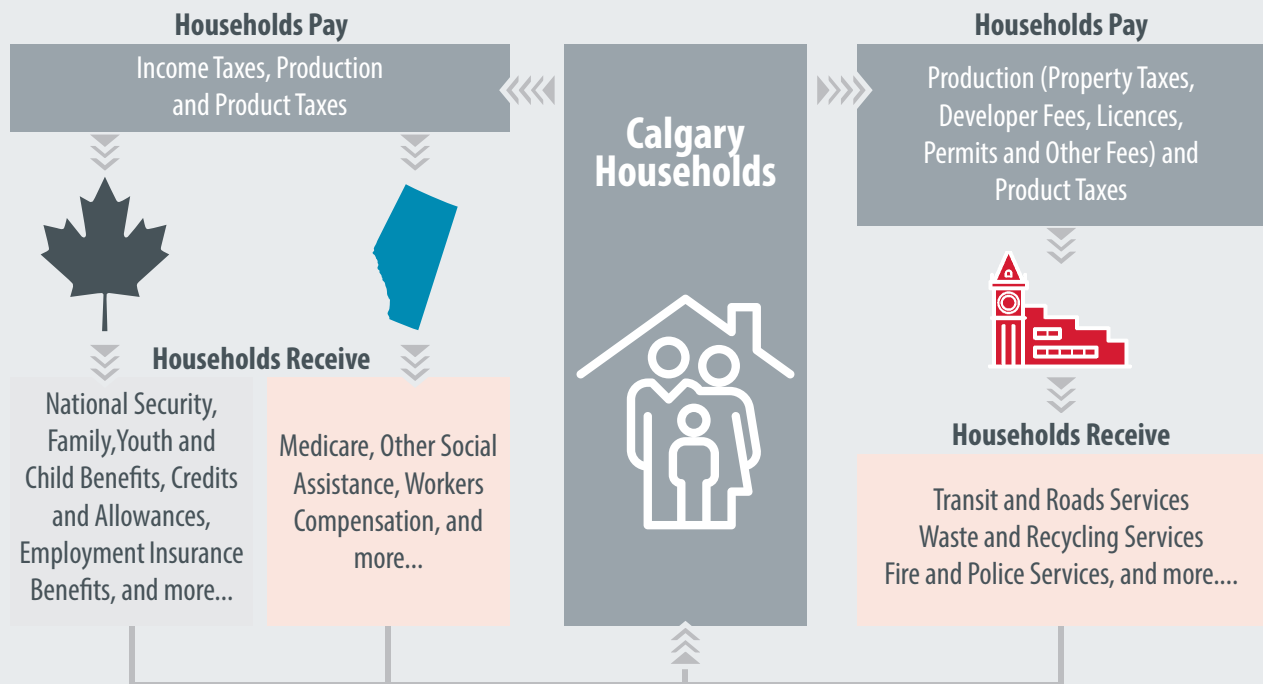 Households Pay
Income Taxes, Production
and Product Taxes
Households Receive
National Security,
Family,Youth and
Child Benefits, Credits
and Allowances,
Employment Insurance
Benefits, and more...
Medicare, Other Social
Assistance, Workers
Compensation, and
more...
Calgary
Households
Households Pay
Production (Property Taxes,
Developer Fees, Licences,
Permits and Other Fees) and
Product Taxes
Households Receive
Transit and Roads Services
Waste and Recycling Services
Fire and Police Services, and more....